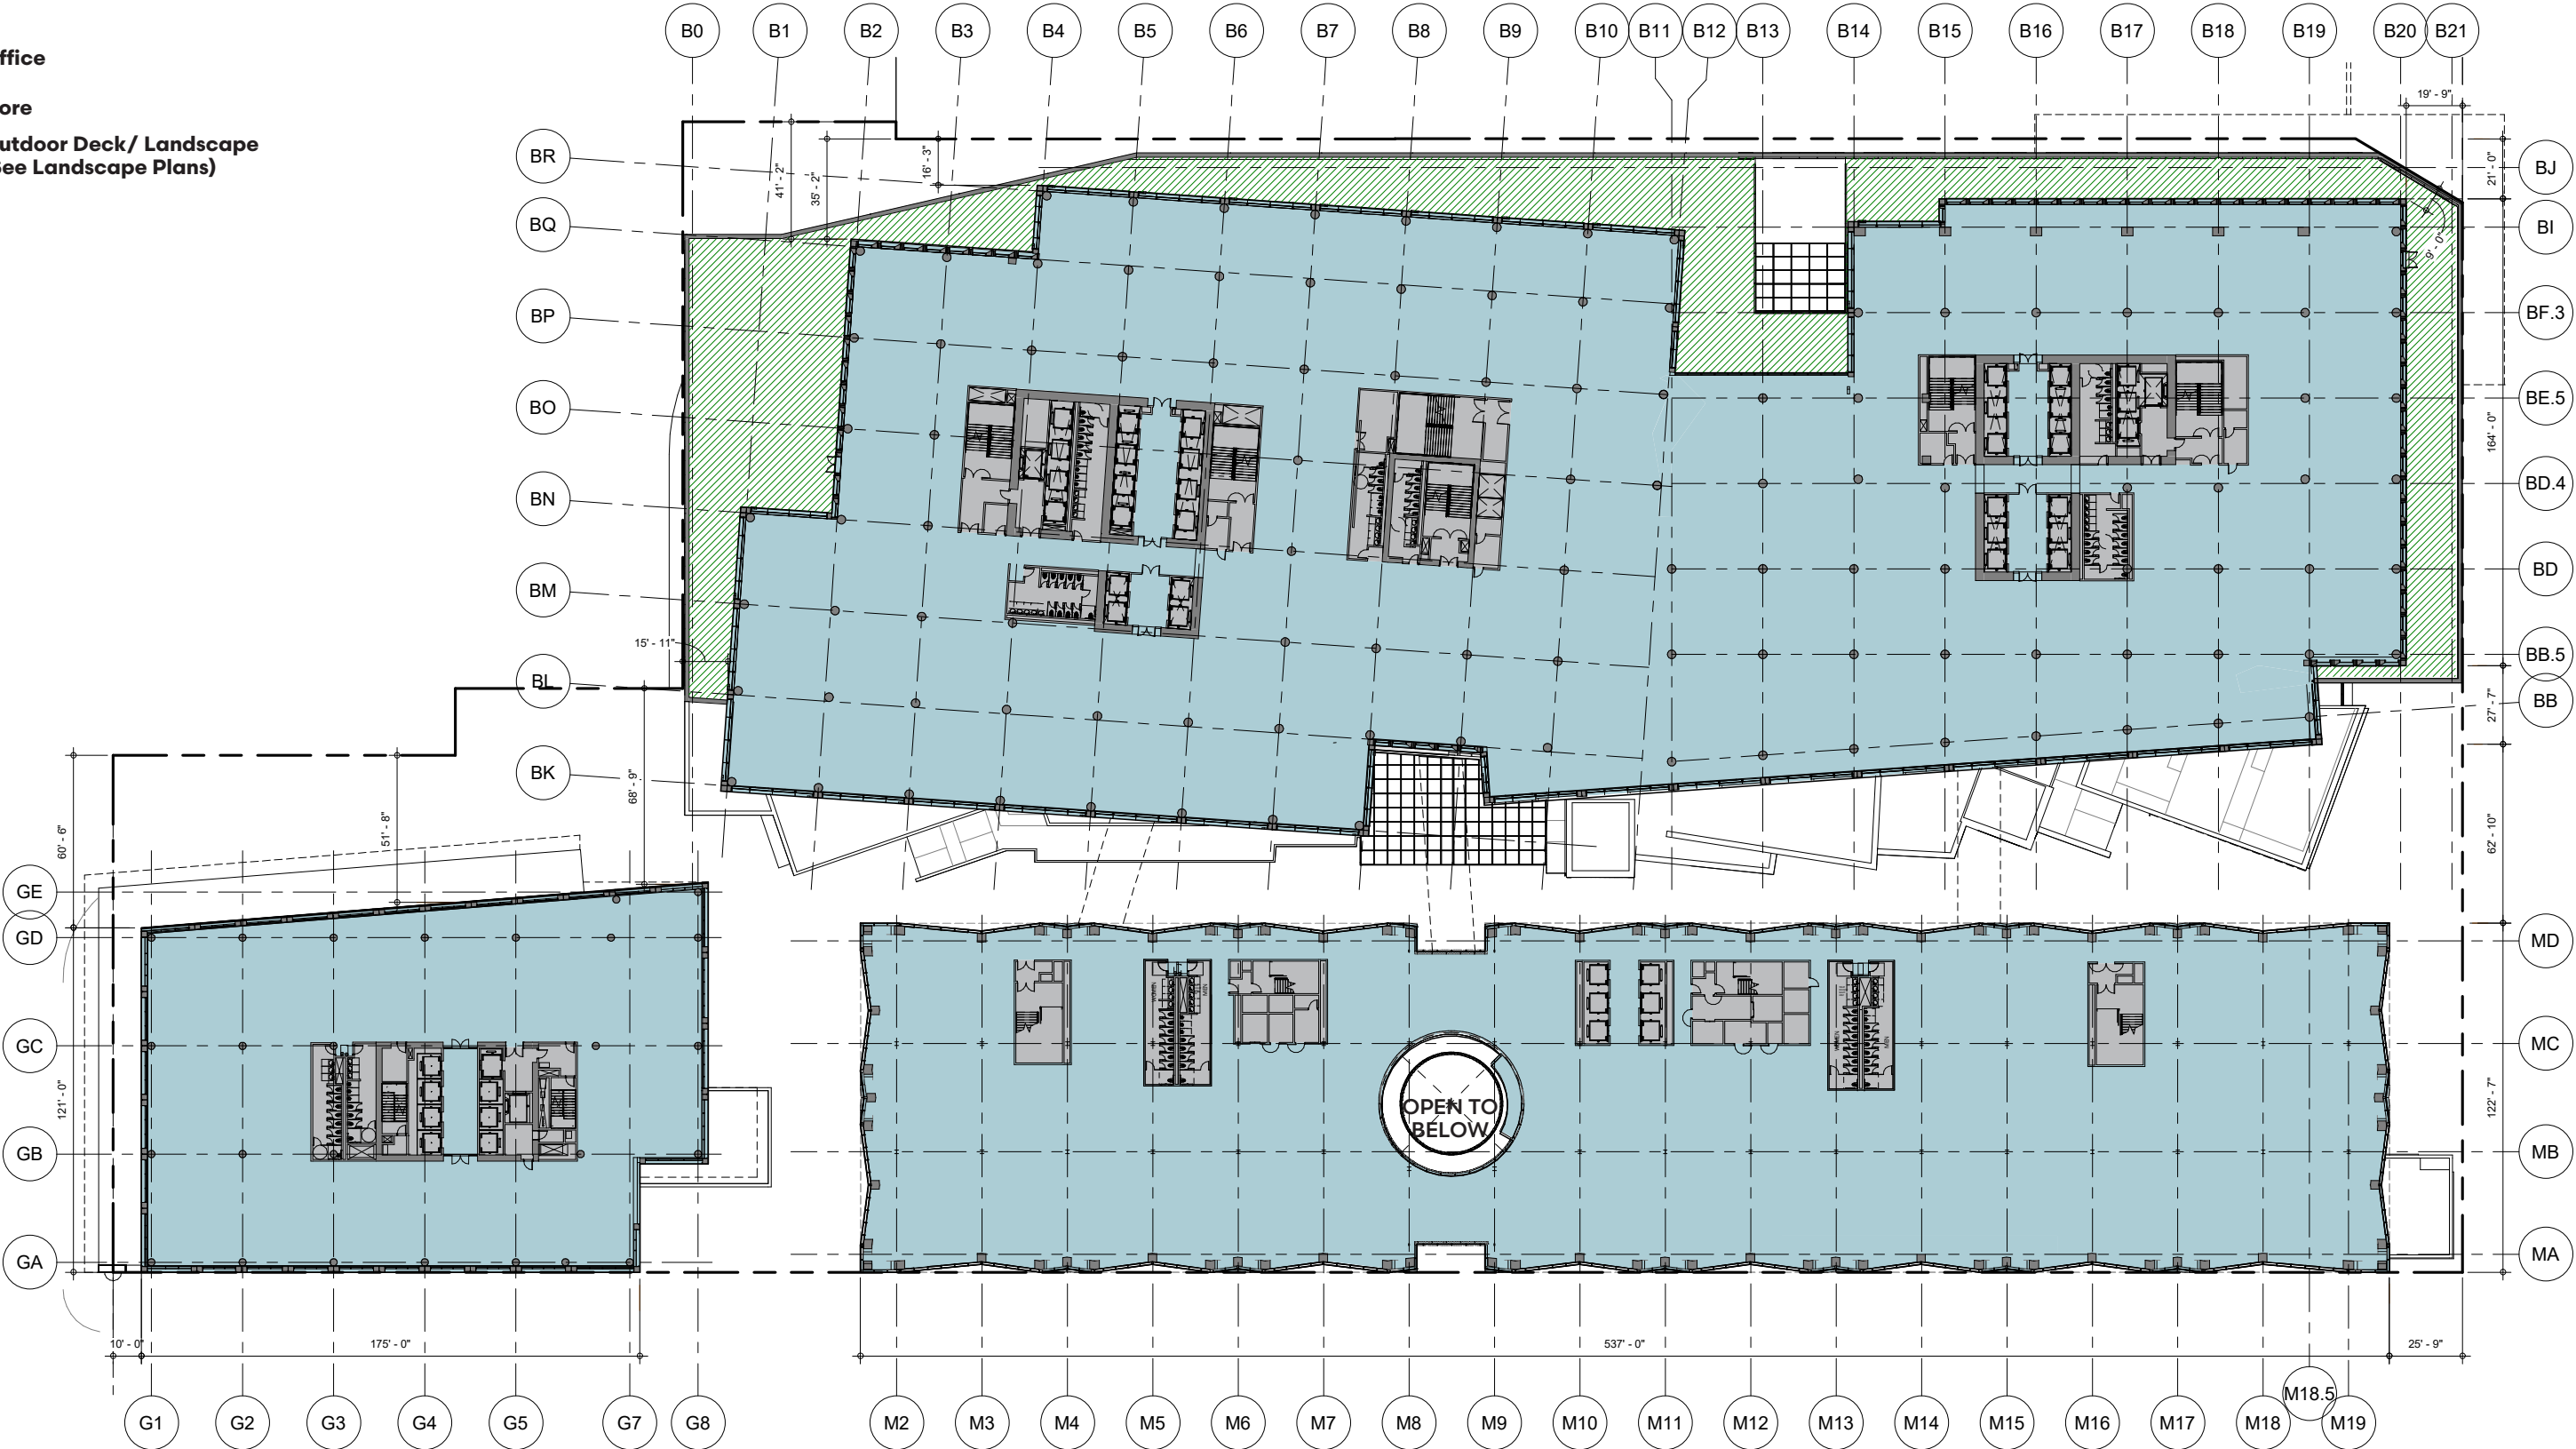 B0 B1 B2 B3 B4 B5 B6 B7 B8 B9 B10 B11 B12 B13 B14 B15 B16 B17 B18 B19 B20 B21
ffice
ore
utdoor Deck/ Landscape
ee Landscape Plans)
19' - 9"
BR
BQ
BP
BO
BN
BM
BL
BK
41' - 2"
35' - 2"
16' - 3"
15' - 11"
68' - 9"
BJ
BI
BF.3
BE.5
BD.4
BD
BB.5
BB
21' - 0"
9' - 0"
164' - 0"
27' - 7"
62' - 10"
122' - 7"
60' - 6"
51' - 8"
121' - 0"
GE
GD
GC
GB
GA
MD
MC
MB
MA
WOMEN
MEN
WOMEN
MEN
OPEN TO
BELOW
10' - 0"
175' - 0"
537' - 0"
25' - 9"
G1 G2 G3 G4 G5 G7 G8 M2 M3 M4 M5 M6 M7 M8 M9 M10 M11 M12 M13 M14 M15 M16 M17 M18 M18.5 M19